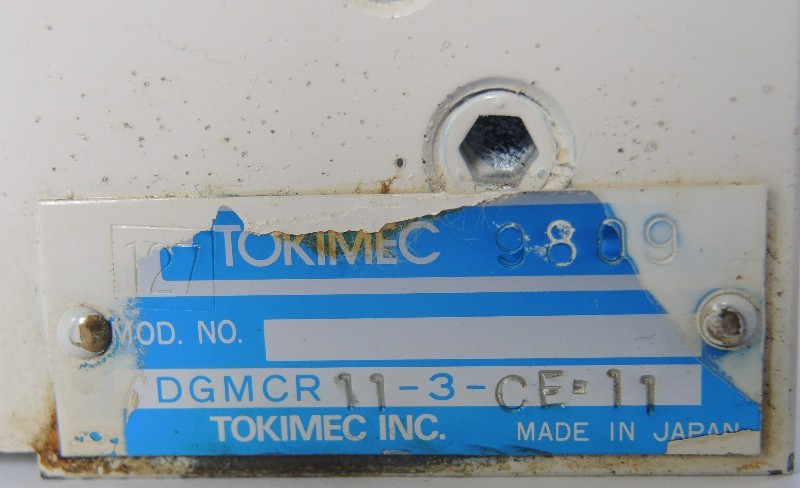 127 TOKIMEC 9809
MOD. NO.
DGMCR 11-3-CE-11
TOKIMEC INC. MADE IN JAPAN